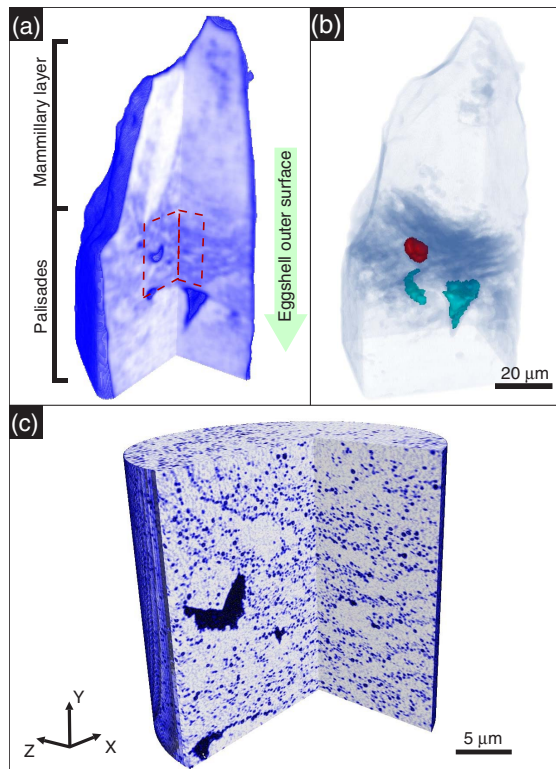 (a)
Mammillary layer
Palisades
Eggshell outer surface
(b)
20 μm
(c)
Y
Z
X
5 μm